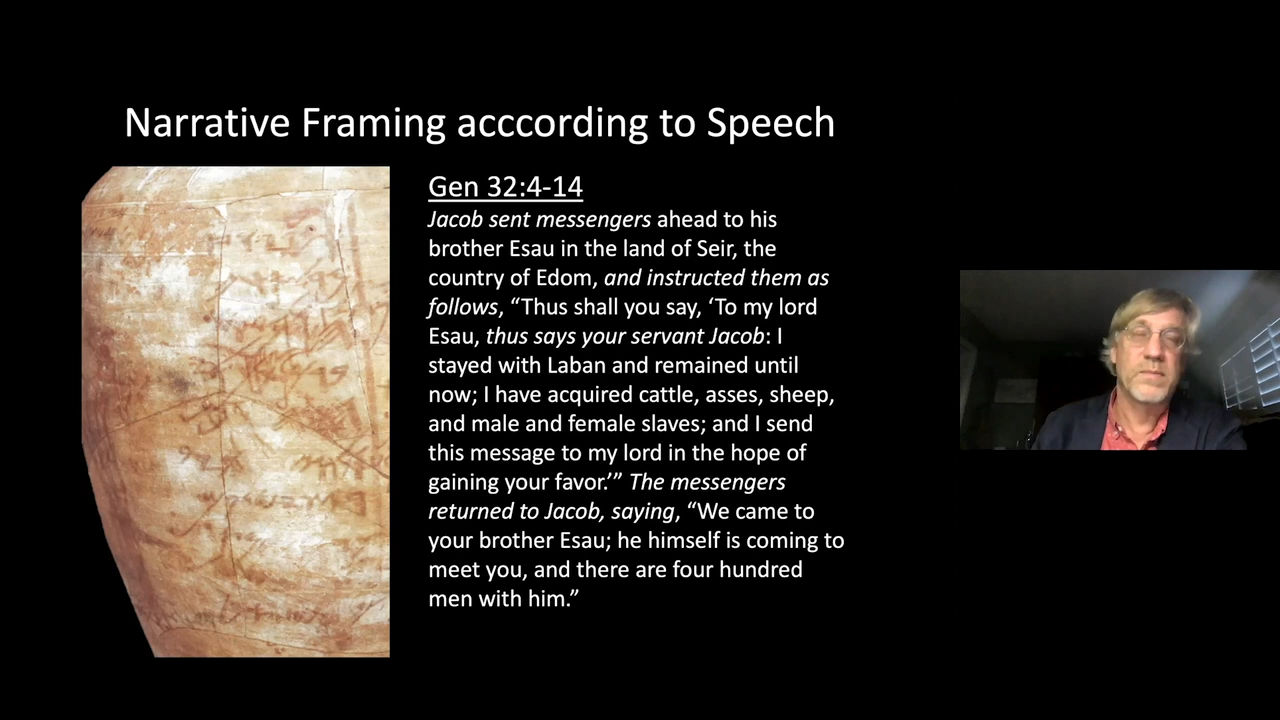 Narrative Framing acccording to Speech
Gen 32:4-14
Jacob sent messengers ahead to his
brother Esau in the land of Seir, the
country of Edom, and instructed them as
follows, “Thus shall you say, ‘To my lord
Esau, thus says your servant Jacob: I
stayed with Laban and remained until
now; I have acquired cattle, asses, sheep,
and male and female slaves; and I send
this message to my lord in the hope of
gaining your favor.’” The messengers
returned to Jacob, saying, “We came to
your brother Esau; he himself is coming to
meet you, and there are four hundred
men with him.”